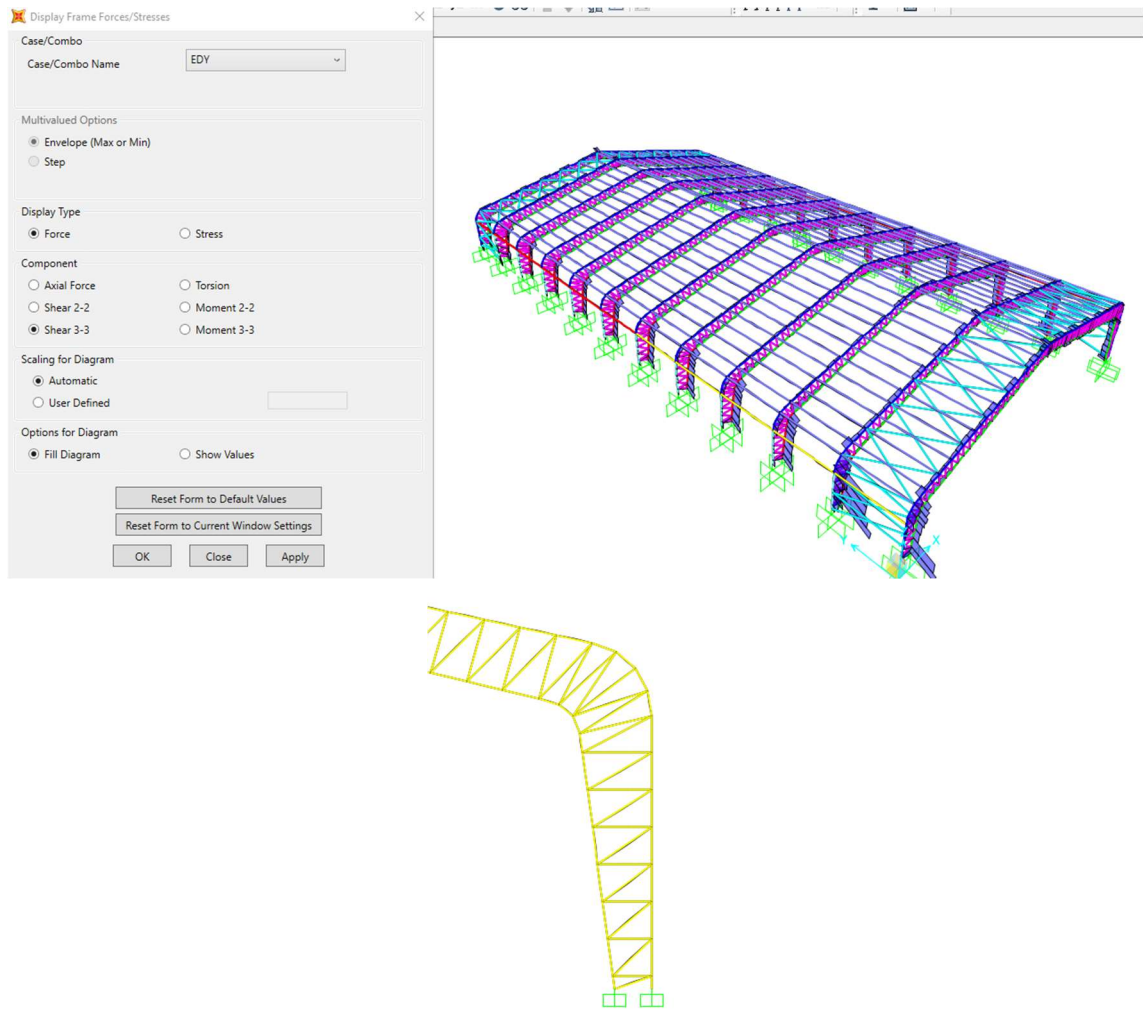 Display Frame Forces/Stresses
Case/Combo
Case/Combo Name
EDY
Multivalued Options
Envelope (Max or Min)
Step
Display Type
Force Stress
Component
Axial Force Torsion
Shear 2-2 Moment 2-2
Shear 3-3 Moment 3-3
Scaling for Diagram
Automatic
User Defined
Options for Diagram
Fill Diagram Show Values
Reset Form to Default Values
Reset Form to Current Window Settings
OK Close Apply
Y X